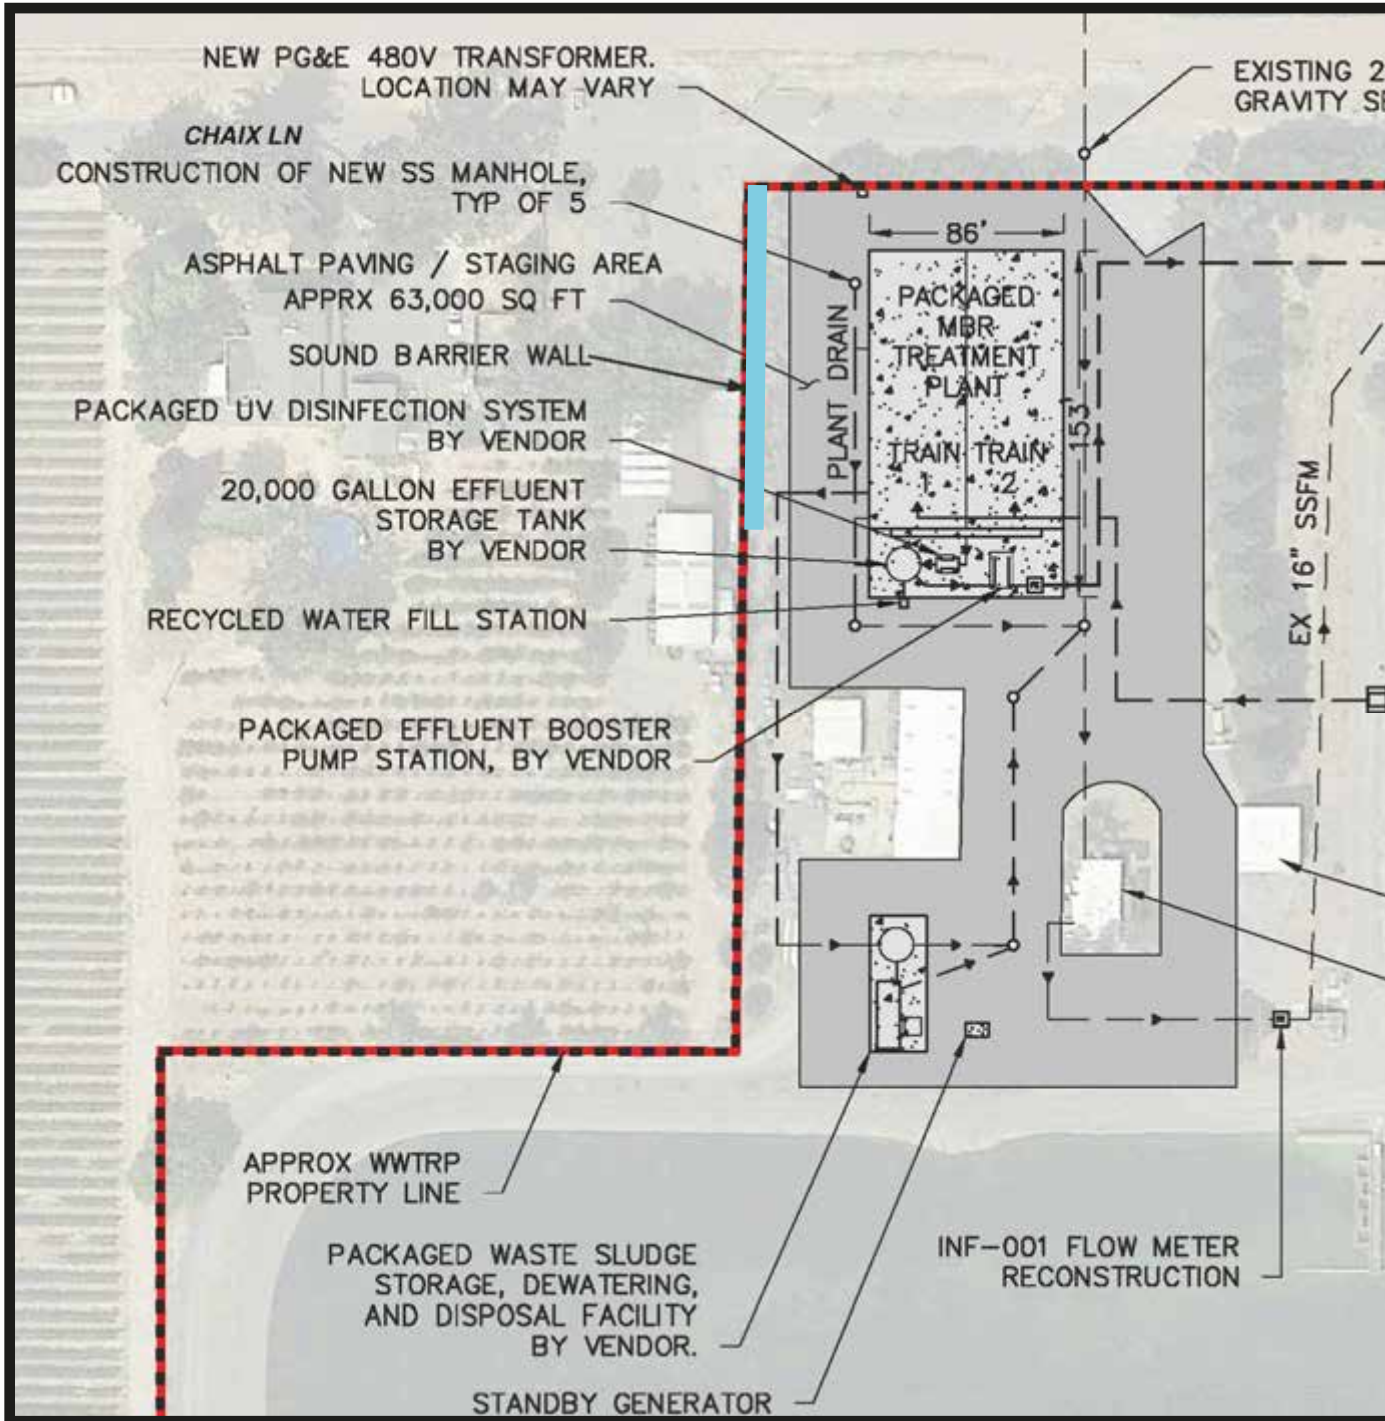 NEW PG&E 480V TRANSFORMER.
LOCATION MAY VARY
EXISTING 2
GRAVITY SE
CHAIX LN
CONSTRUCTION OF NEW SS MANHOLE,
TYP OF 5
86'
ASPHALT PAVING / STAGING AREA
APPRX 63,000 SQ FT
SOUND BARRIER WALL
PACKAGED
MBR
TREATMENT
PLANT
PLANT DRAIN
153'
PACKAGED UV DISINFECTION SYSTEM
BY VENDOR
TRAIN TRAIN
1 2
20,000 GALLON EFFLUENT
STORAGE TANK
BY VENDOR
RECYCLED WATER FILL STATION
EX 16" SSFM
PACKAGED EFFLUENT BOOSTER
PUMP STATION, BY VENDOR
APPROX WWTRP
PROPERTY LINE
PACKAGED WASTE SLUDGE
STORAGE, DEWATERING,
AND DISPOSAL FACILITY
BY VENDOR.
INF-001 FLOW METER
RECONSTRUCTION
STANDBY GENERATOR